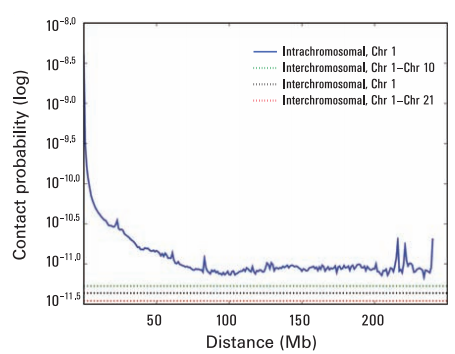 Contact probability (log)
10^-8.0
10^-8.5
10^-9.0
10^-9.5
10^-10.0
10^-10.5
10^-11.0
10^-11.5
Intrachromosomal, Chr 1
Interchromosomal, Chr 1–Chr 10
Interchromosomal, Chr 1
Interchromosomal, Chr 1–Chr 21
50 100 150 200
Distance (Mb)